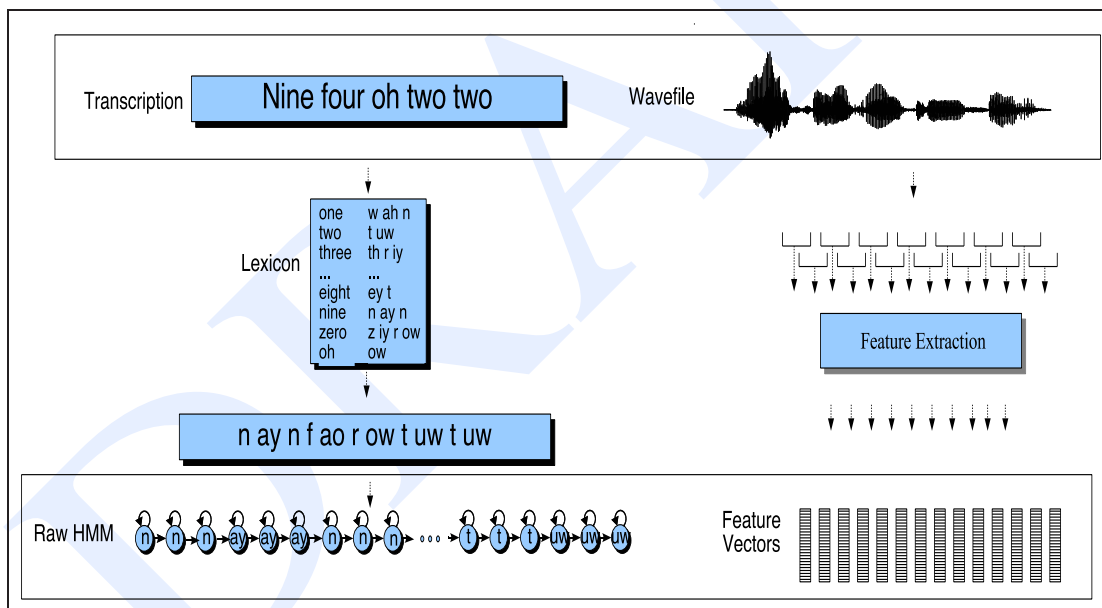 Transcription
Nine four oh two two
Wavefile
Lexicon
one w ah n
two t uw
three th r iy
... ...
eight ey t
nine n ay n
zero z iy r ow
oh ow
Feature Extraction
n ay n f ao r ow t uw t uw
Raw HMM
n n n ay ay ay n n n t t t uw uw uw
Feature
Vectors
DRAF